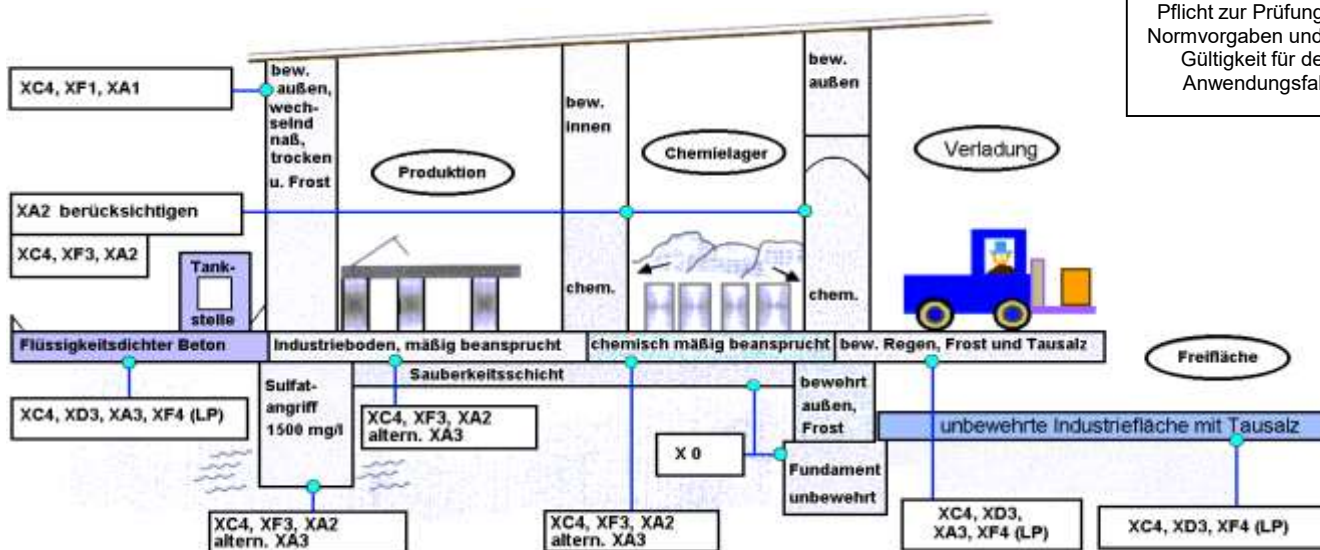 Pflicht zur Prüfung
Normvorgaben und
Gültigkeit für de
Anwendungsfal
XC4, XF1, XA1
bew.
außen,
wech-
selnd
naß,
trocken
u. Frost
bew.
innen
bew.
außen
Produktion
Chemielager
Verladung
XA2 berücksichtigen
XC4, XF3, XA2
Tank-
stelle
chem.
chem.
Flüssigkeitsdichter Beton
Industrieboden, mäßig beansprucht
chemisch mäßig beansprucht
bew. Regen, Frost und Tausalz
Freifläche
Sauberkeitsschicht
Sulfat-
angriff
1500 mg/l
bewehrt
außen,
Frost
XC4, XD3, XA3, XF4 (LP)
XC4, XF3, XA2
altern. XA3
X 0
unbewehrte Industriefläche mit Tausalz
Fundament
unbewehrt
XC4, XF3, XA2
altern. XA3
XC4, XF3, XA2
altern. XA3
XC4, XD3,
XA3, XF4 (LP)
XC4, XD3, XF4 (LP)